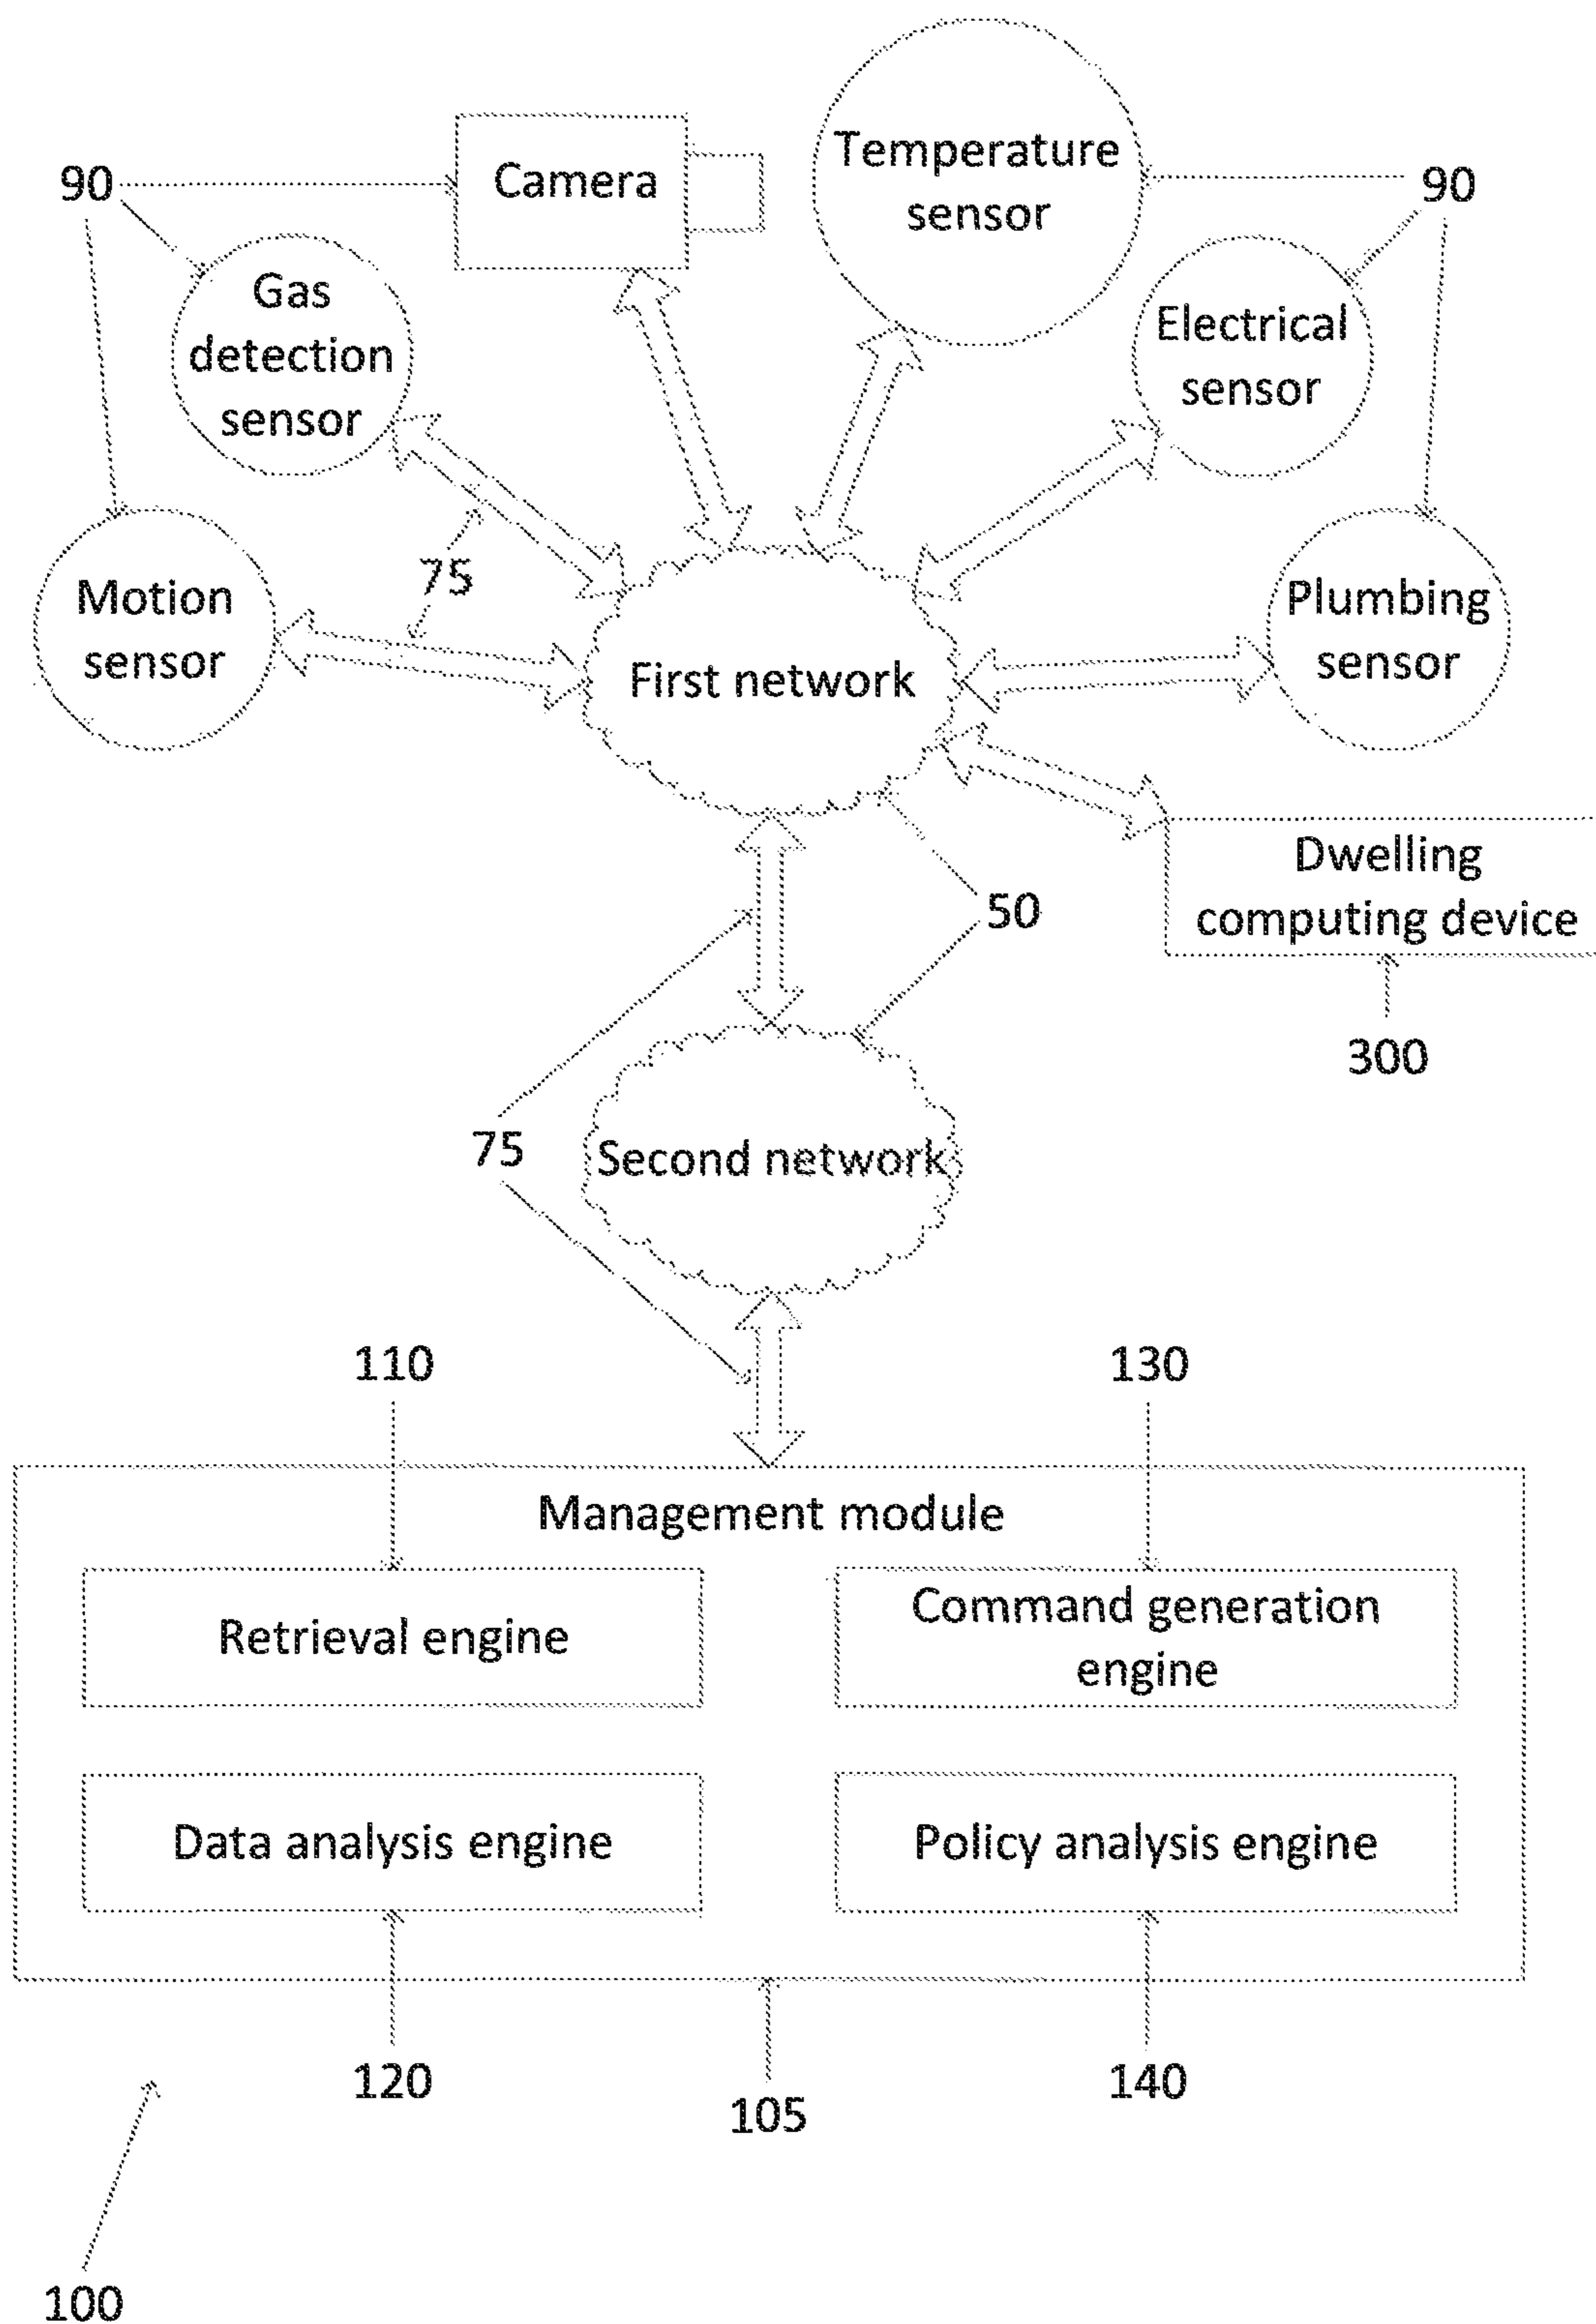 Camera
Temperature
sensor
90
90
Gas
detection
sensor
Electrical
sensor
75
Motion
sensor
First network
Plumbing
sensor
Dwelling
computing device
50
300
75
Second network
110
130
Management module
Retrieval engine
Command generation
engine
Data analysis engine
Policy analysis engine
120
140
105
100